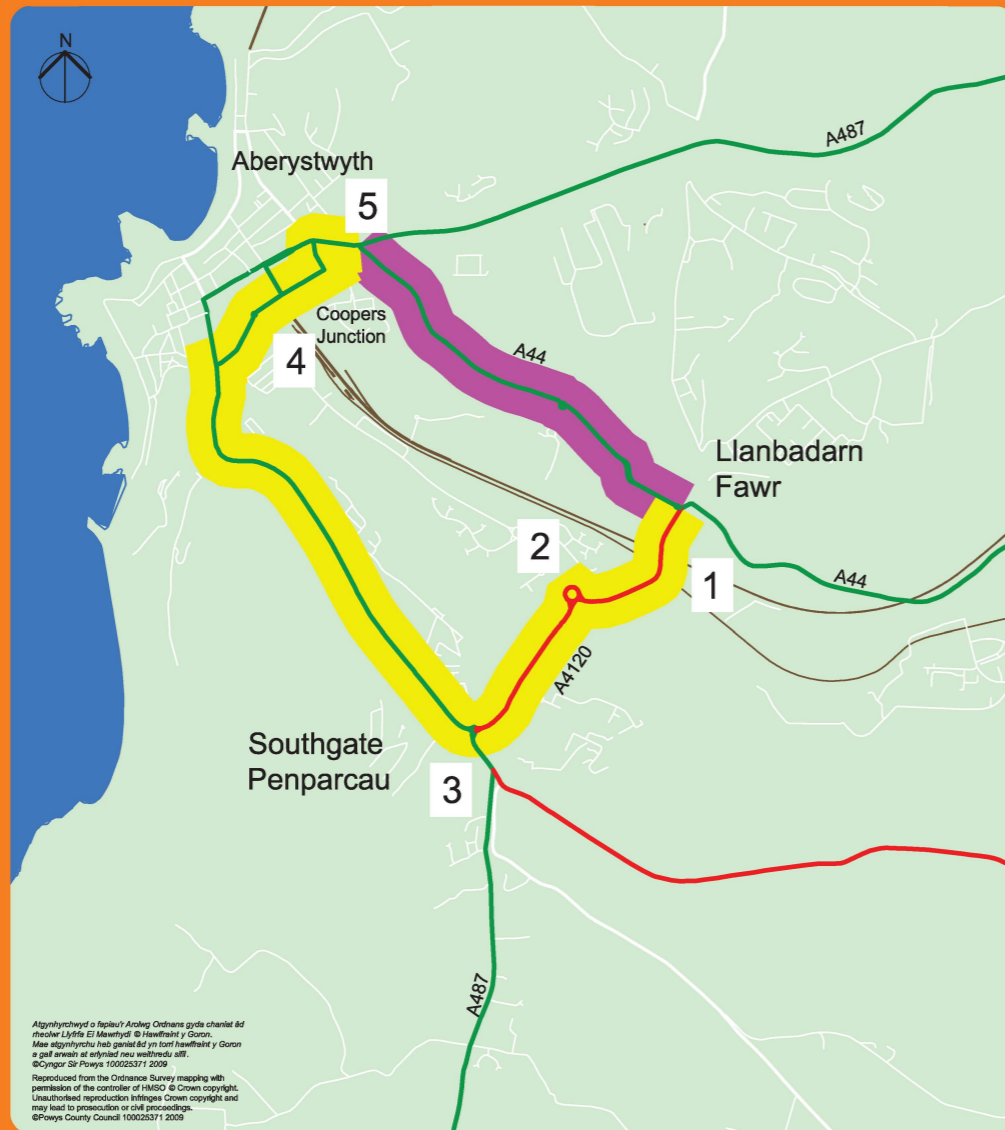 N
A487
Aberystwyth
5
Coopers
Junction
4
A44
Llanbadarn
Fawr
2
1
A44
A4120
Southgate
Penparcau
3
A487
Atgynhyrchwyd o fapiau'r Arolwg Ordnans gyda chaniat âd
rheolwr Llyfrfa Ei Mawrhydi © Hawlfraint y Goron.
Mae atgynhyrchu heb ganiat âd yn torri hawlfraint y Goron
a gall arwain at erlyniad neu weithredu sifil.
©Cyngor Sir Powys 100025371 2009
Reproduced from the Ordnance Survey mapping with
permission of the controller of HMSO © Crown copyright.
Unauthorised reproduction infringes Crown copyright and
may lead to prosecution or civil proceedings.
©Powys County Council 100025371 2009